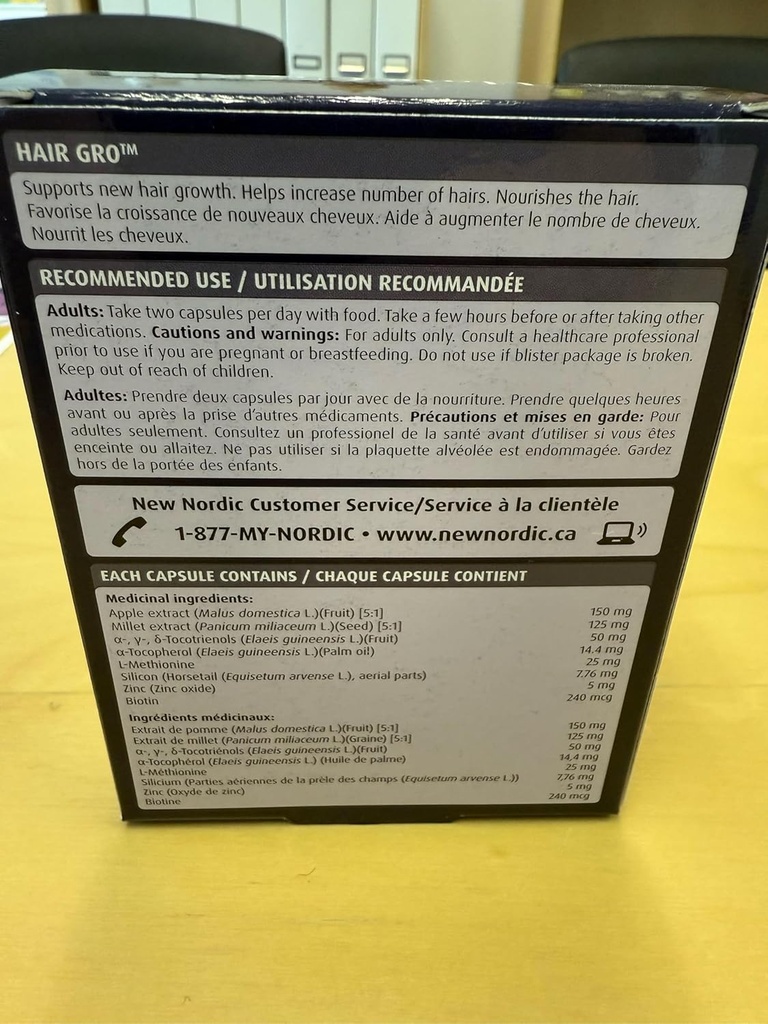 HAIR GRO™
Supports new hair growth. Helps increase number of hairs. Nourishes the hair.
Favorise la croissance de nouveaux cheveux. Aide à augmenter le nombre de cheveux.
Nourrit les cheveux.
RECOMMENDED USE / UTILISATION RECOMMANDÉE
Adults: Take two capsules per day with food. Take a few hours before or after taking other
medications. Cautions and warnings: For adults only. Consult a healthcare professional
prior to use if you are pregnant or breastfeeding. Do not use if blister package is broken.
Keep out of reach of children.
Adultes: Prendre deux capsules par jour avec de la nourriture. Prendre quelques heures
avant ou après la prise d'autres médicaments. Précautions et mises en garde: Pour
adultes seulement. Consultez un professionel de la santé avant d'utiliser si vous êtes
enceinte ou allaitez. Ne pas utiliser si la plaquette alvéolée est endommagée. Gardez
hors de la portée des enfants.
New Nordic Customer Service/Service à la clientèle
1-877-MY-NORDIC • www.newnordic.ca
EACH CAPSULE CONTAINS / CHAQUE CAPSULE CONTIENT
Medicinal ingredients:
Apple extract (Malus domestica L.)(Fruit) [5:1] 150 mg
Millet extract (Panicum miliaceum L.)(Seed) [5:1] 125 mg
α-, γ-, δ-Tocotrienols (Elaeis guineensis L.)(Fruit) 50 mg
α-Tocopherol (Elaeis guineensis L.)(Palm oil) 14.4 mg
L-Methionine 25 mg
Silicon (Horsetail (Equisetum arvense L.), aerial parts) 7.76 mg
Zinc (Zinc oxide) 5 mg
Biotin 240 mcg
Ingrédients médicinaux:
Extrait de pomme (Malus domestica L.)(Fruit) [5:1] 150 mg
Extrait de millet (Panicum miliaceum L.)(Graine) [5:1] 125 mg
α-, γ-, δ-Tocotriénols (Elaeis guineensis L.)(Fruit) 50 mg
α-Tocophérol (Elaeis guineensis L.) (Huile de palme) 14,4 mg
L-Méthionine 25 mg
Silicium (Parties aériennes de la prêle des champs (Equisetum arvense L.)) 7,76 mg
Zinc (Oxyde de zinc) 5 mg
Biotine 240 mcg